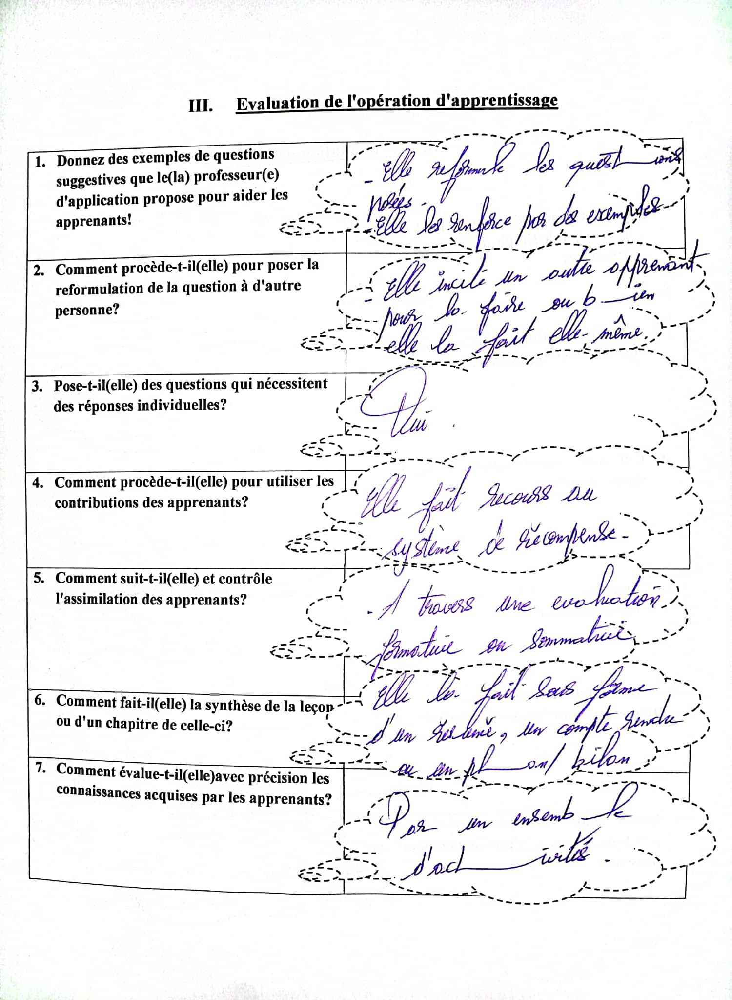 III. Evaluation de l'opération d'apprentissage
1. Donnez des exemples de questions
suggestives que le(la) professeur(e)
d'application propose pour aider les
apprenants!
- Elle reformule les questions
posées.
- Elle les renforce par des exemples
2. Comment procède-t-il(elle) pour poser la
reformulation de la question à d'autre
personne?
- Elle incite un autre apprenant
pour la faire ou bien
elle la fait elle-même.
3. Pose-t-il(elle) des questions qui nécessitent
des réponses individuelles?
Oui.
4. Comment procède-t-il(elle) pour utiliser les
contributions des apprenants?
Elle fait recours au
système de récompense.
5. Comment suit-t-il(elle) et contrôle
l'assimilation des apprenants?
- A travers une evaluation
formative ou sommative
6. Comment fait-il(elle) la synthèse de la leçon
ou d'un chapitre de celle-ci?
Elle la fait sous forme
d'un résumé, un compte rendu
ou un plan/bilan.
7. Comment évalue-t-il(elle)avec précision les
connaissances acquises par les apprenants?
Par un ensemble
d'activités.